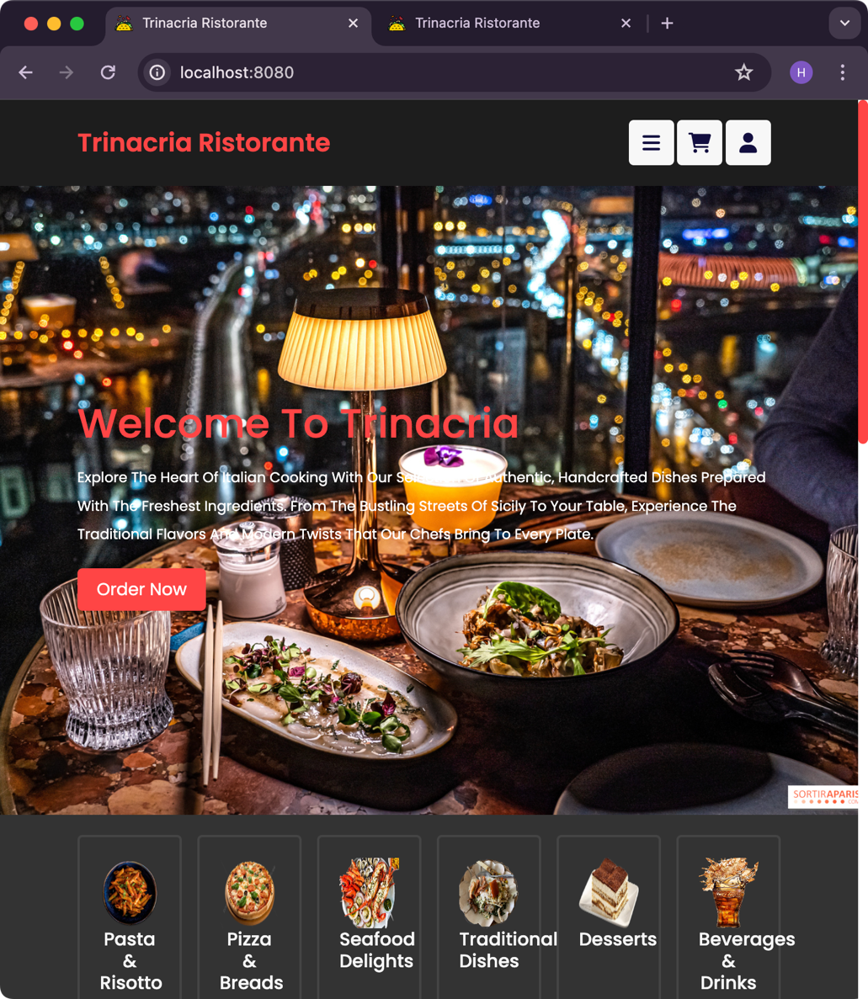 Trinacria Ristorante
Trinacria Ristorante
localhost:8080
H
Trinacria Ristorante
Welcome To Trinacria
Explore The Heart Of Italian Cooking With Our Selection Of Authentic, Handcrafted Dishes Prepared
With The Freshest Ingredients. From The Bustling Streets Of Sicily To Your Table, Experience The
Traditional Flavors And Modern Twists That Our Chefs Bring To Every Plate.
Order Now
SORTIRAPARIS
Pasta
&
Risotto
Pizza
&
Breads
Seafood
Delights
Traditional
Dishes
Desserts
Beverages
&
Drinks